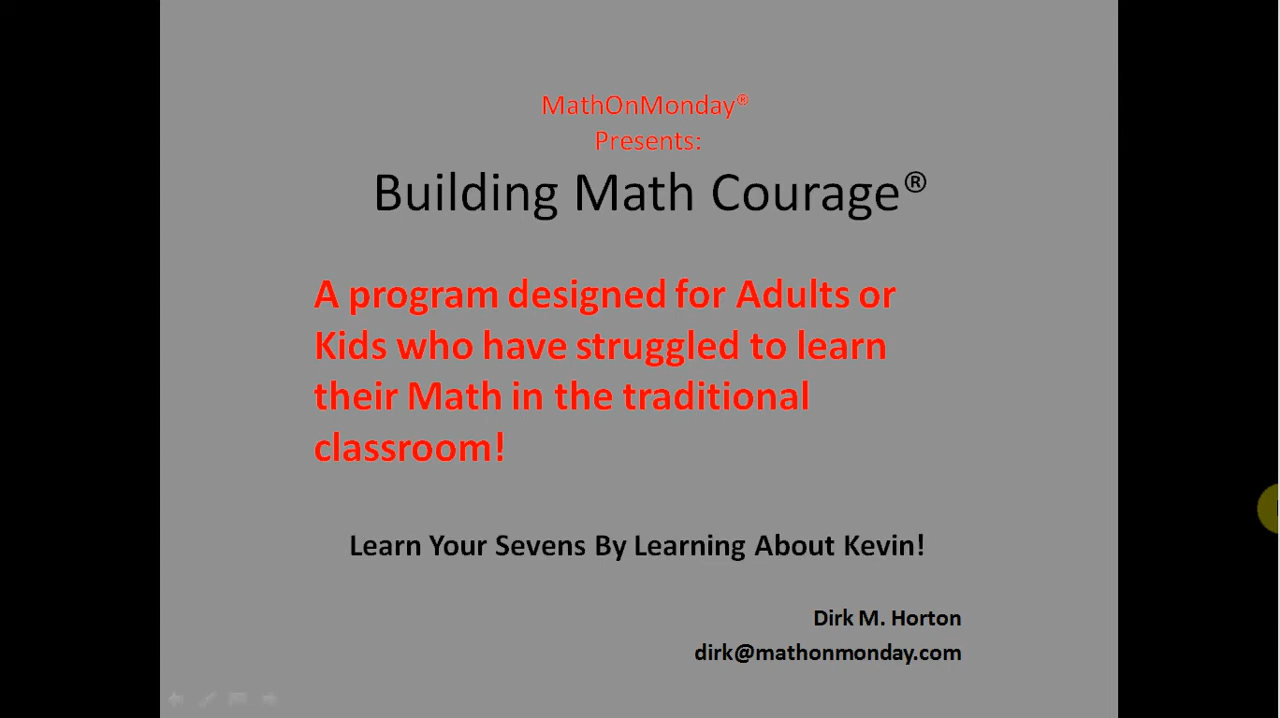 MathOnMonday®
Presents:
Building Math Courage®
A program designed for Adults or
Kids who have struggled to learn
their Math in the traditional
classroom!
Learn Your Sevens By Learning About Kevin!
Dirk M. Horton
dirk@mathonmonday.com